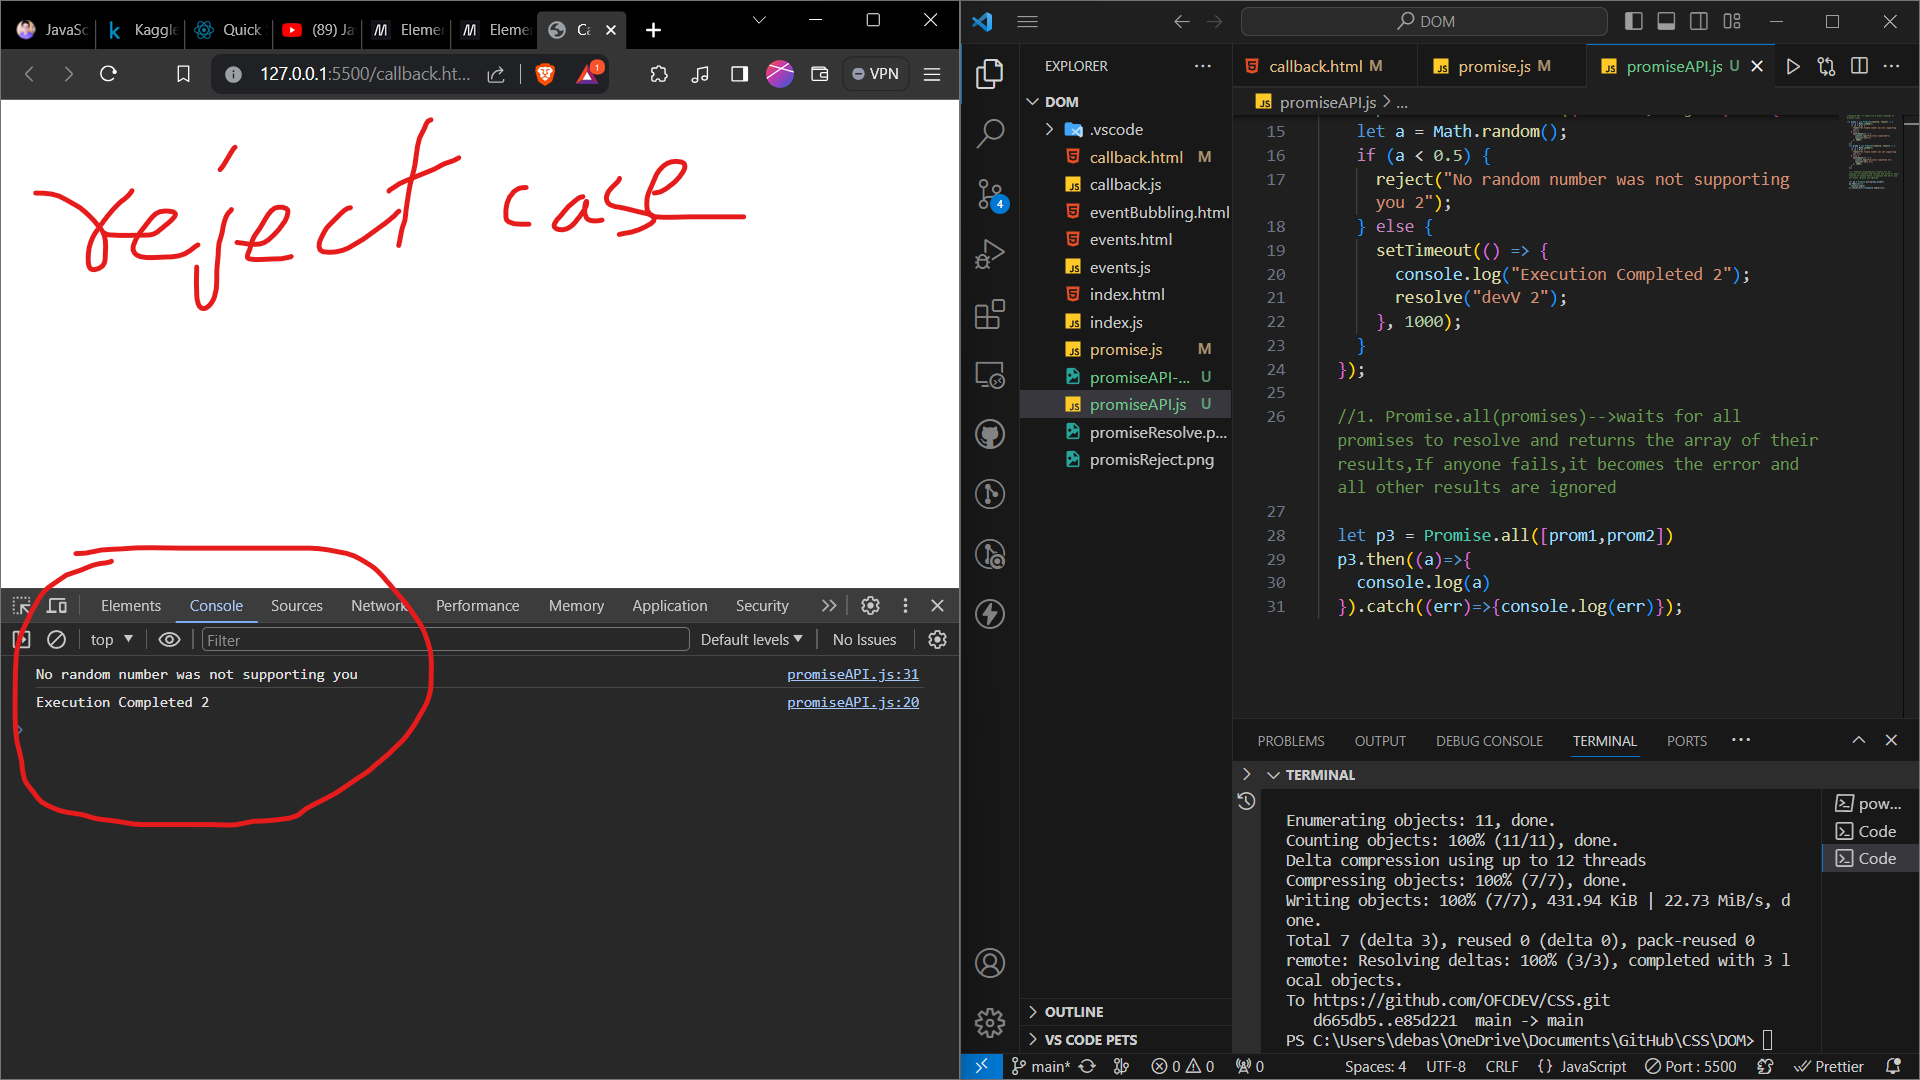 JavaSc
Kaggle
Quick
(89) Ja
Elemer
Eleme
Ca
127.0.0.1:5500/callback.ht...
1
VPN
reject case
Elements Console Sources Network Performance Memory Application Security
top
Filter
Default levels
No Issues
No random number was not supporting you promiseAPI.js:31
Execution Completed 2 promiseAPI.js:20
DOM
EXPLORER
DOM
.vscode
callback.html M
callback.js
eventBubbling.html
events.html
events.js
index.html
index.js
promise.js M
promiseAPI-... U
promiseAPI.js U
promiseResolve.p...
promisReject.png
4
OUTLINE
VS CODE PETS
callback.html M
promise.js M
promiseAPI.js U
promiseAPI.js > ...
15 let a = Math.random();
16 if (a < 0.5) {
17 reject("No random number was not supporting
you 2");
18 } else {
19 setTimeout(() => {
20 console.log("Execution Completed 2");
21 resolve("devV 2");
22 }, 1000);
23 }
24 });
25
26 //1. Promise.all(promises)-->waits for all
promises to resolve and returns the array of their
results,If anyone fails,it becomes the error and
all other results are ignored
27
28 let p3 = Promise.all([prom1,prom2])
29 p3.then((a)=>{
30 console.log(a)
31 }).catch((err)=>{console.log(err)});
PROBLEMS OUTPUT DEBUG CONSOLE TERMINAL PORTS
TERMINAL
Enumerating objects: 11, done.
Counting objects: 100% (11/11), done.
Delta compression using up to 12 threads
Compressing objects: 100% (7/7), done.
Writing objects: 100% (7/7), 431.94 KiB | 22.73 MiB/s, d
one.
Total 7 (delta 3), reused 0 (delta 0), pack-reused 0
remote: Resolving deltas: 100% (3/3), completed with 3 l
ocal objects.
To https://github.com/OFCDEV/CSS.git
d665db5..e85d221 main -> main
PS C:\Users\debas\OneDrive\Documents\GitHub\CSS\DOM>
pow...
Code
Code
main* 0 0 0 Spaces: 4 UTF-8 CRLF {} JavaScript Port : 5500 Prettier